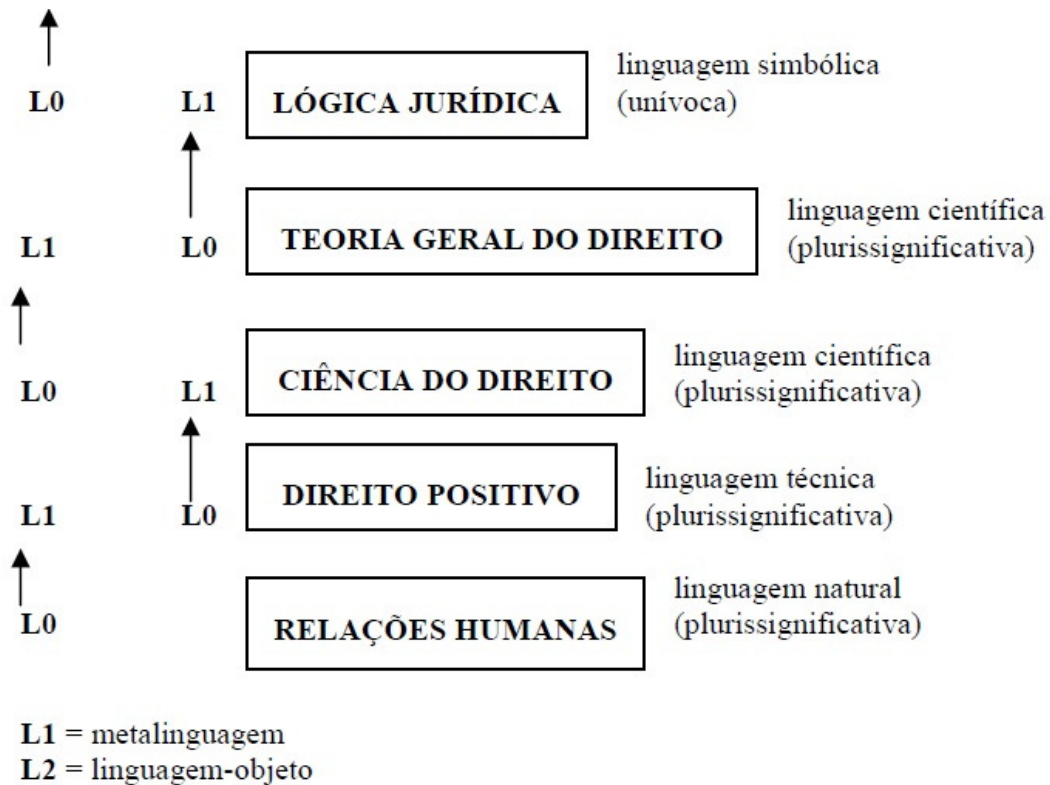 linguagem simbólica
L0 L1 LÓGICA JURÍDICA (unívoca)
linguagem científica
L1 L0 TEORIA GERAL DO DIREITO (plurissignificativa)
linguagem científica
L0 L1 CIÊNCIA DO DIREITO (plurissignificativa)
linguagem técnica
L1 L0 DIREITO POSITIVO (plurissignificativa)
linguagem natural
L0 RELAÇÕES HUMANAS (plurissignificativa)
L1 = metalinguagem
L2 = linguagem-objeto